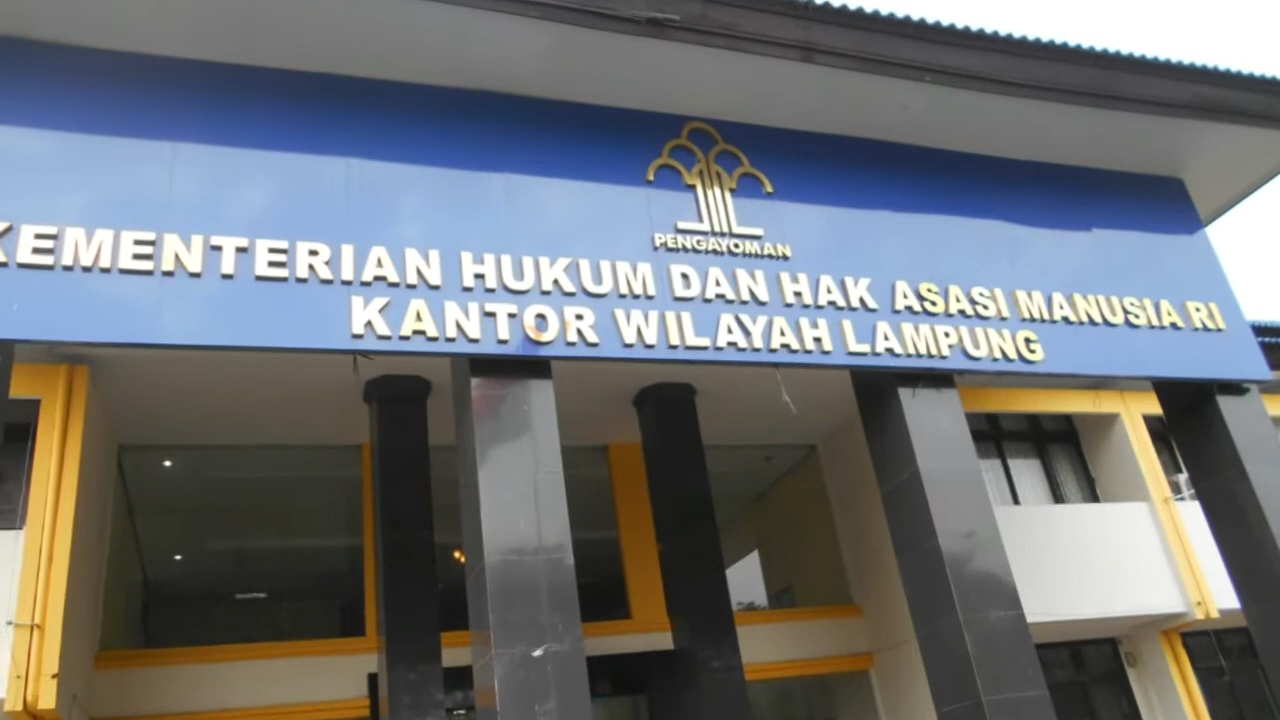 PENGAYOMAN
KEMENTERIAN HUKUM DAN HAK ASASI MANUSIA RI
KANTOR WILAYAH LAMPUNG